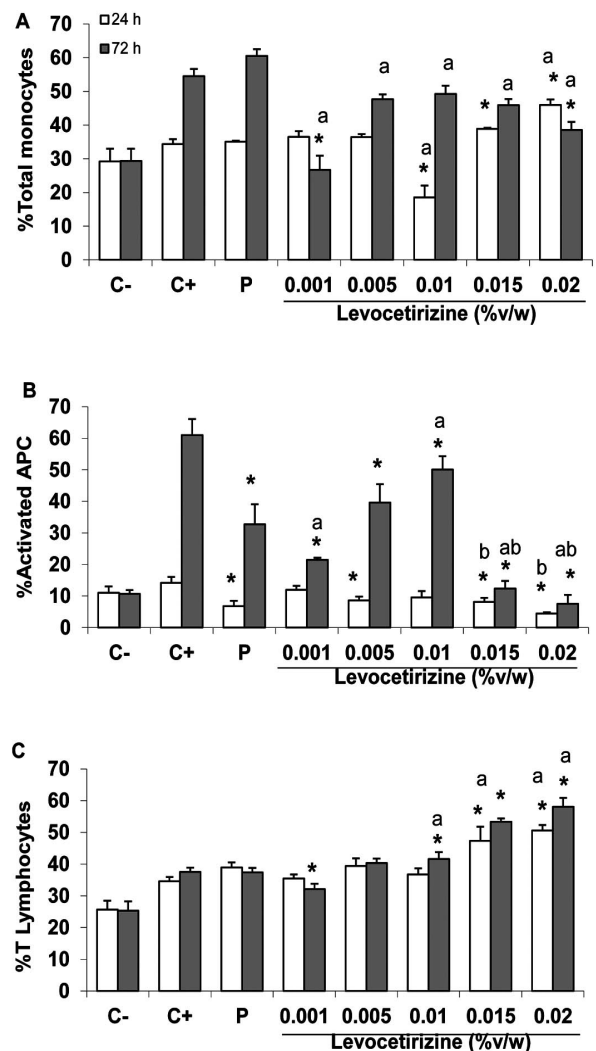 A
24 h
72 h
%Total monocytes
70
60
50
40
30
20
10
0
a
*
a
a
a
*
*
a
a
*
a
*
C- C+ P 0.001 0.005 0.01 0.015 0.02
Levocetirizine (%v/w)
B
%Activated APC
70
60
50
40
30
20
10
0
*
*
a
*
*
*
a
*
b
*
ab
*
b
*
ab
*
C- C+ P 0.001 0.005 0.01 0.015 0.02
Levocetirizine (%v/w)
C
%T Lymphocytes
70
60
50
40
30
20
10
0
*
a
*
a
*
*
a
*
a
*
C- C+ P 0.001 0.005 0.01 0.015 0.02
Levocetirizine (%v/w)